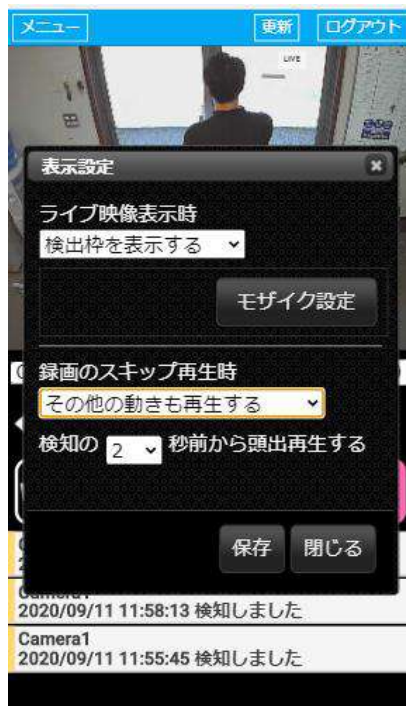 メニュー
更新
ログアウト
LIVE
表示設定
ライブ映像表示時
検出枠を表示する
モザイク設定
録画のスキップ再生時
その他の動きも再生する
検知の 2 秒前から頭出再生する
保存
閉じる
Camera1
2020/09/11 11:58:13 検知しました
Camera1
2020/09/11 11:55:45 検知しました